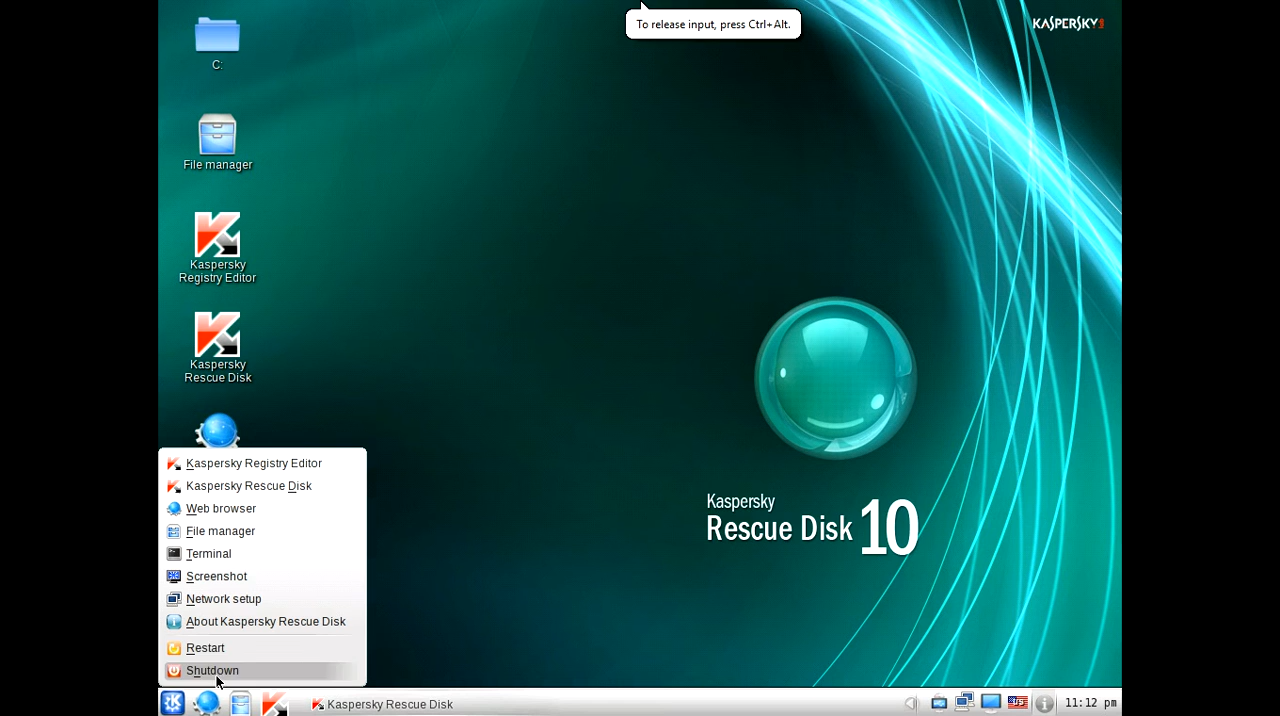 To release input, press Ctrl+Alt.
KASPERSKY
C:
File manager
Kaspersky
Registry Editor
Kaspersky
Rescue Disk
Kaspersky
Rescue Disk 10
Kaspersky Registry Editor
Kaspersky Rescue Disk
Web browser
File manager
Terminal
Screenshot
Network setup
About Kaspersky Rescue Disk
Restart
Shutdown
Kaspersky Rescue Disk
11:12 pm